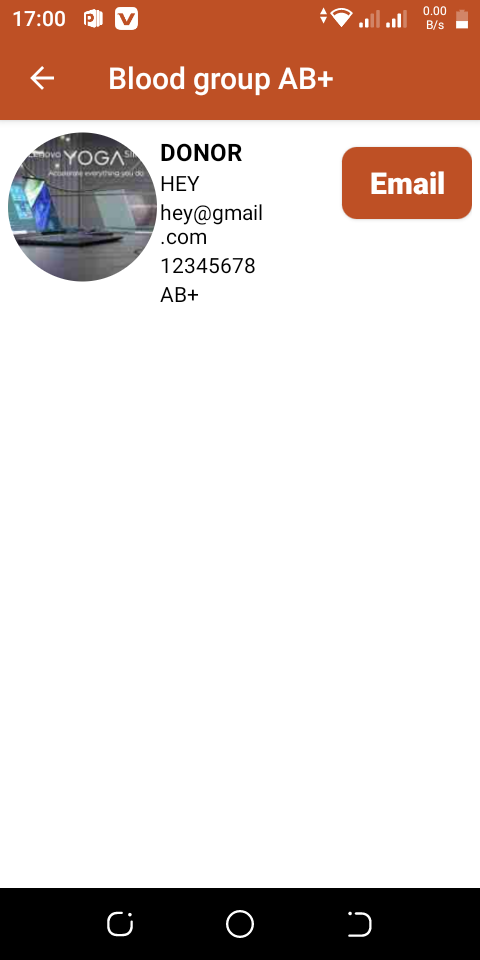 17:00
0.00
B/s
Blood group AB+
Lenovo YOGA Sli
Accelerate everything you do
DONOR
HEY
hey@gmail
.com
12345678
AB+
Email